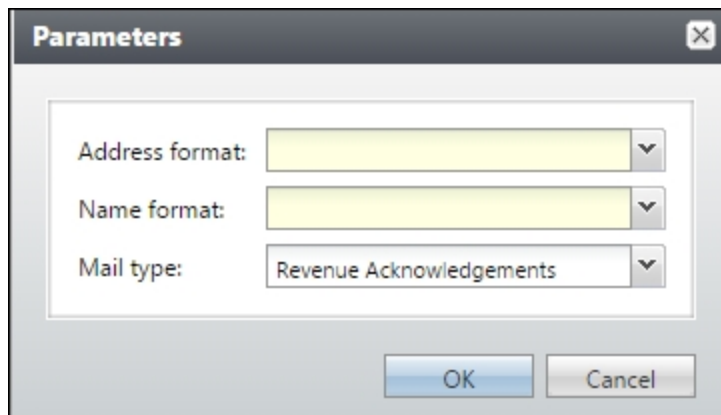 Parameters
Address format:
Name format:
Mail type: Revenue Acknowledgements
OK Cancel